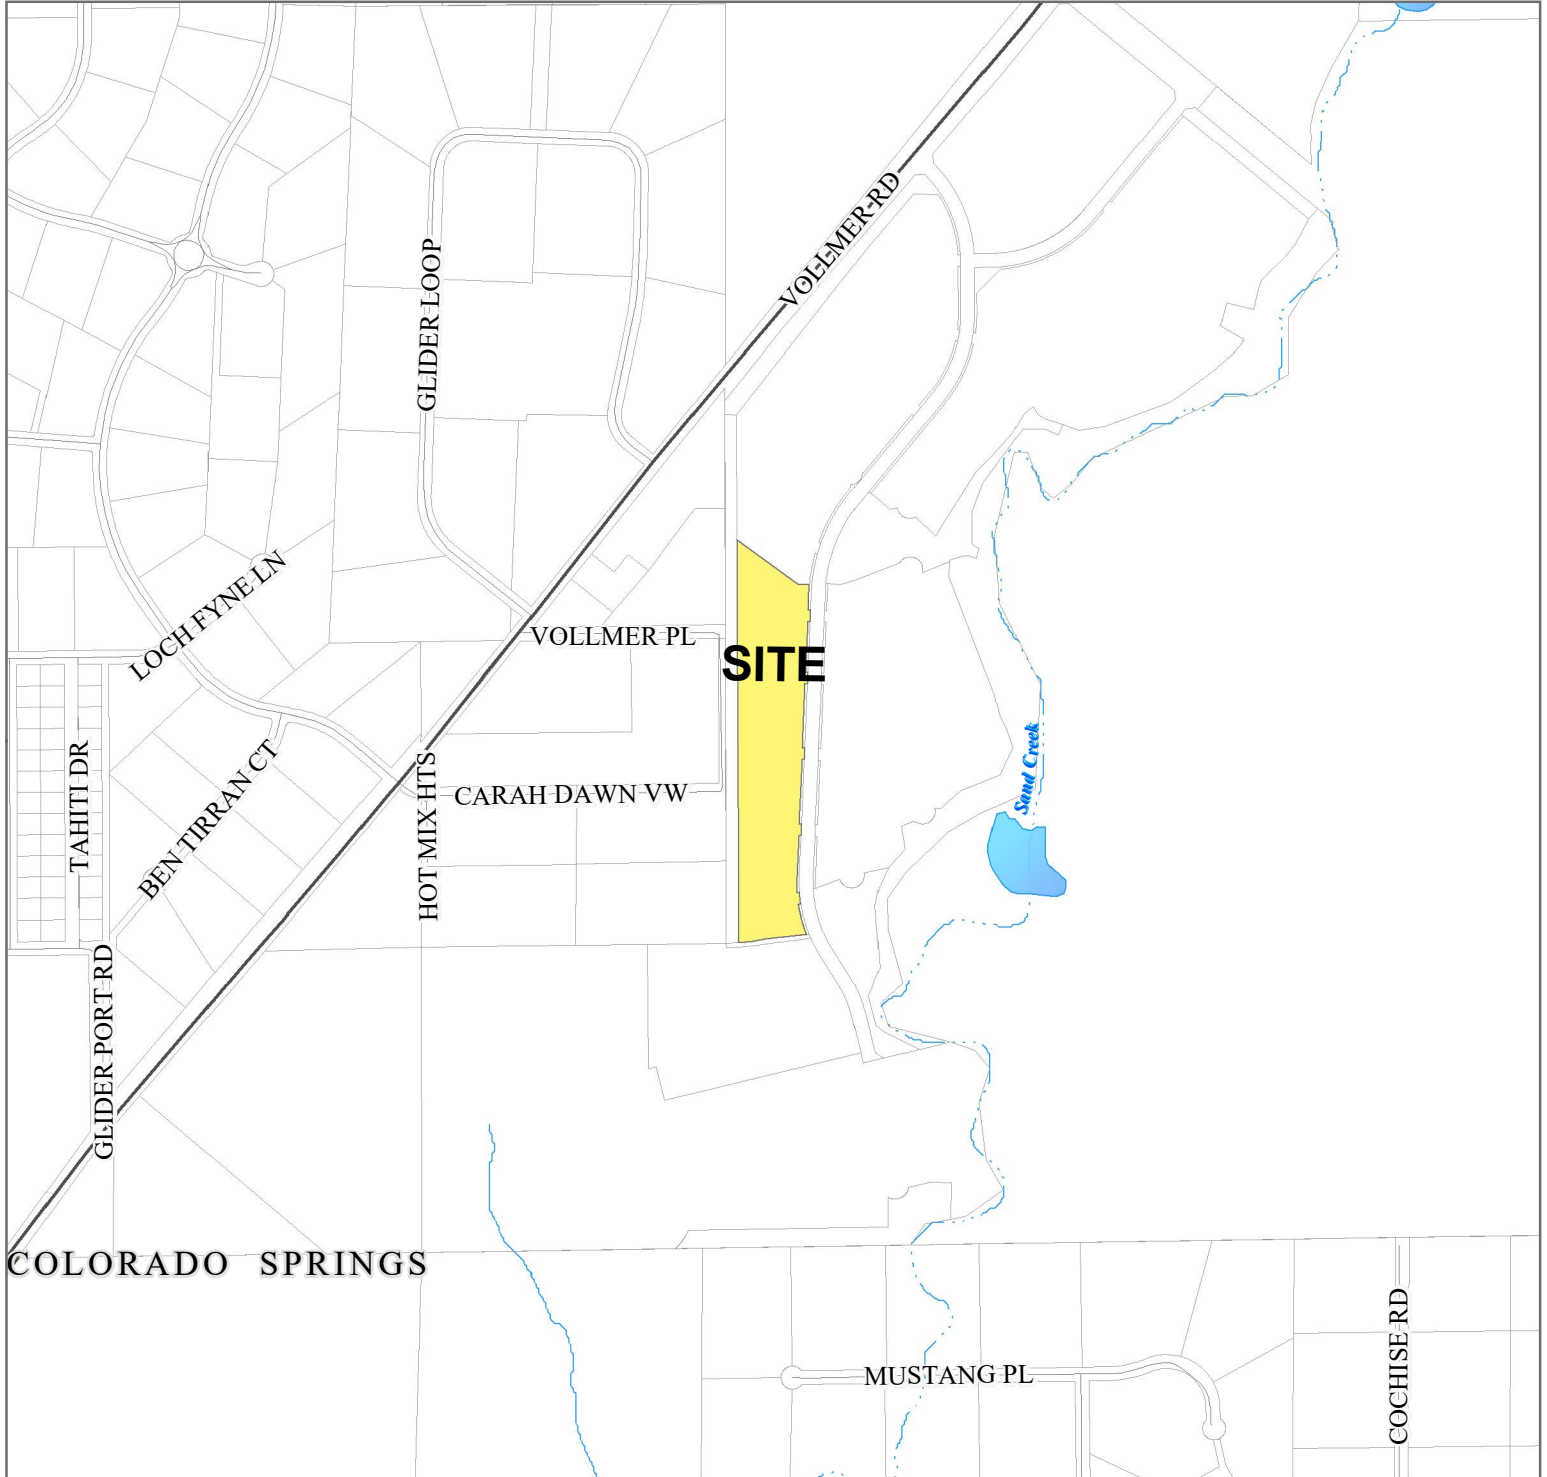 VOLLMER RD
GLIDER LOOP
LOCH FYNE LN
VOLLMER PL
SITE
TAHITI DR
BEN TIRRAN CT
HOT MIX HTS
CARAH DAWN VW
Sand Creek
GLIDER PORT RD
COLORADO SPRINGS
MUSTANG PL
COCHISE RD